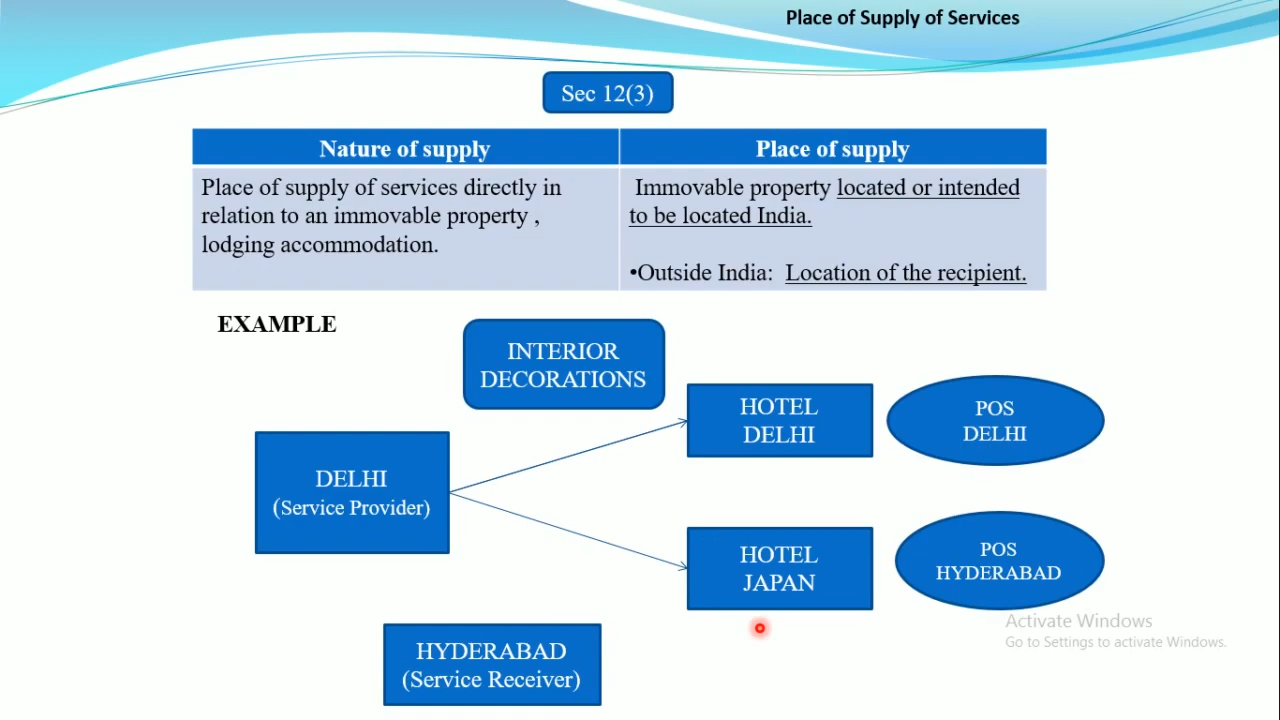 Place of Supply of Services
Sec 12(3)
Nature of supply
Place of supply
Place of supply of services directly in
relation to an immovable property ,
lodging accommodation.
Immovable property located or intended
to be located India.
•Outside India: Location of the recipient.
EXAMPLE
INTERIOR
DECORATIONS
HOTEL
DELHI
POS
DELHI
DELHI
(Service Provider)
HOTEL
JAPAN
POS
HYDERABAD
HYDERABAD
(Service Receiver)
Activate Windows
Go to Settings to activate Windows.